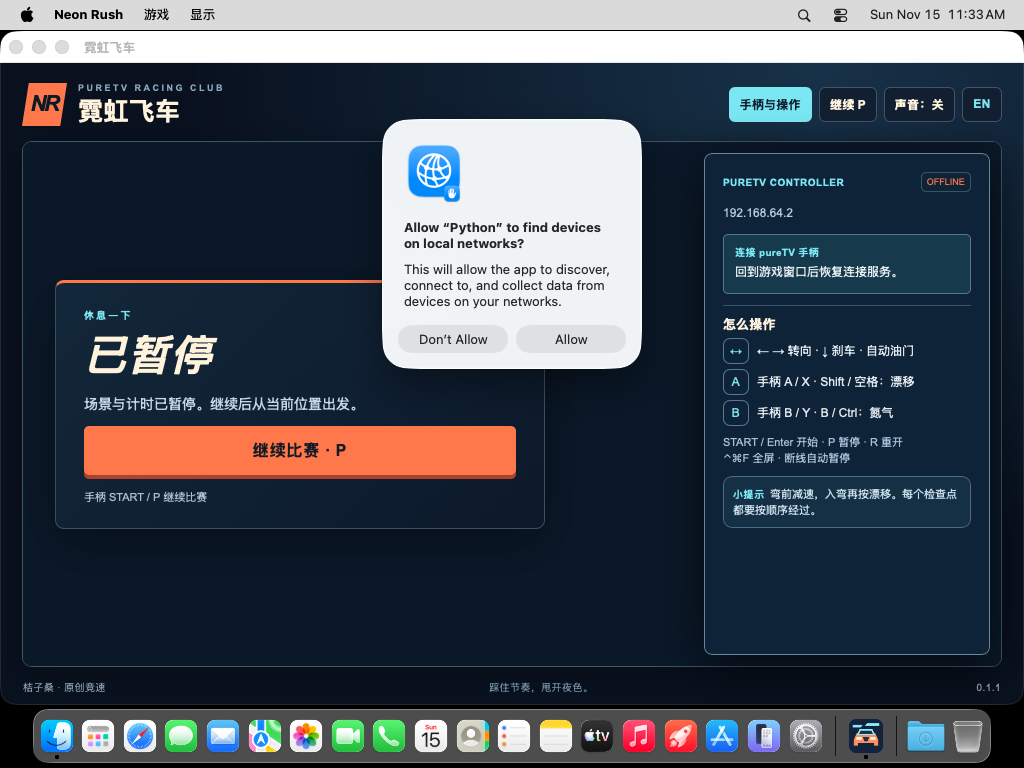 Neon Rush 游戏 显示 Sun Nov 15 11:33 AM
霓虹飞车
NR
PURETV RACING CLUB
霓虹飞车
手柄与操作 继续 P 声音：关 EN
Allow “Python” to find devices
on local networks?
This will allow the app to discover,
connect to, and collect data from
devices on your networks.
Don’t Allow Allow
休息一下
已暂停
场景与计时已暂停。继续后从当前位置出发。
继续比赛 · P
手柄 START / P 继续比赛
PURETV CONTROLLER OFFLINE
192.168.64.2
连接 pureTV 手柄
回到游戏窗口后恢复连接服务。
怎么操作
↔ ← → 转向 · ↓ 刹车 · 自动油门
A 手柄 A / X · Shift / 空格：漂移
B 手柄 B / Y · B / Ctrl：氮气
START / Enter 开始 · P 暂停 · R 重开
^⌘F 全屏 · 断线自动暂停
小提示 弯前减速，入弯再按漂移。每个检查点
都要按顺序经过。
桔子桑 · 原创竞速 踩住节奏，甩开夜色。 0.1.1
Sun
15
tv